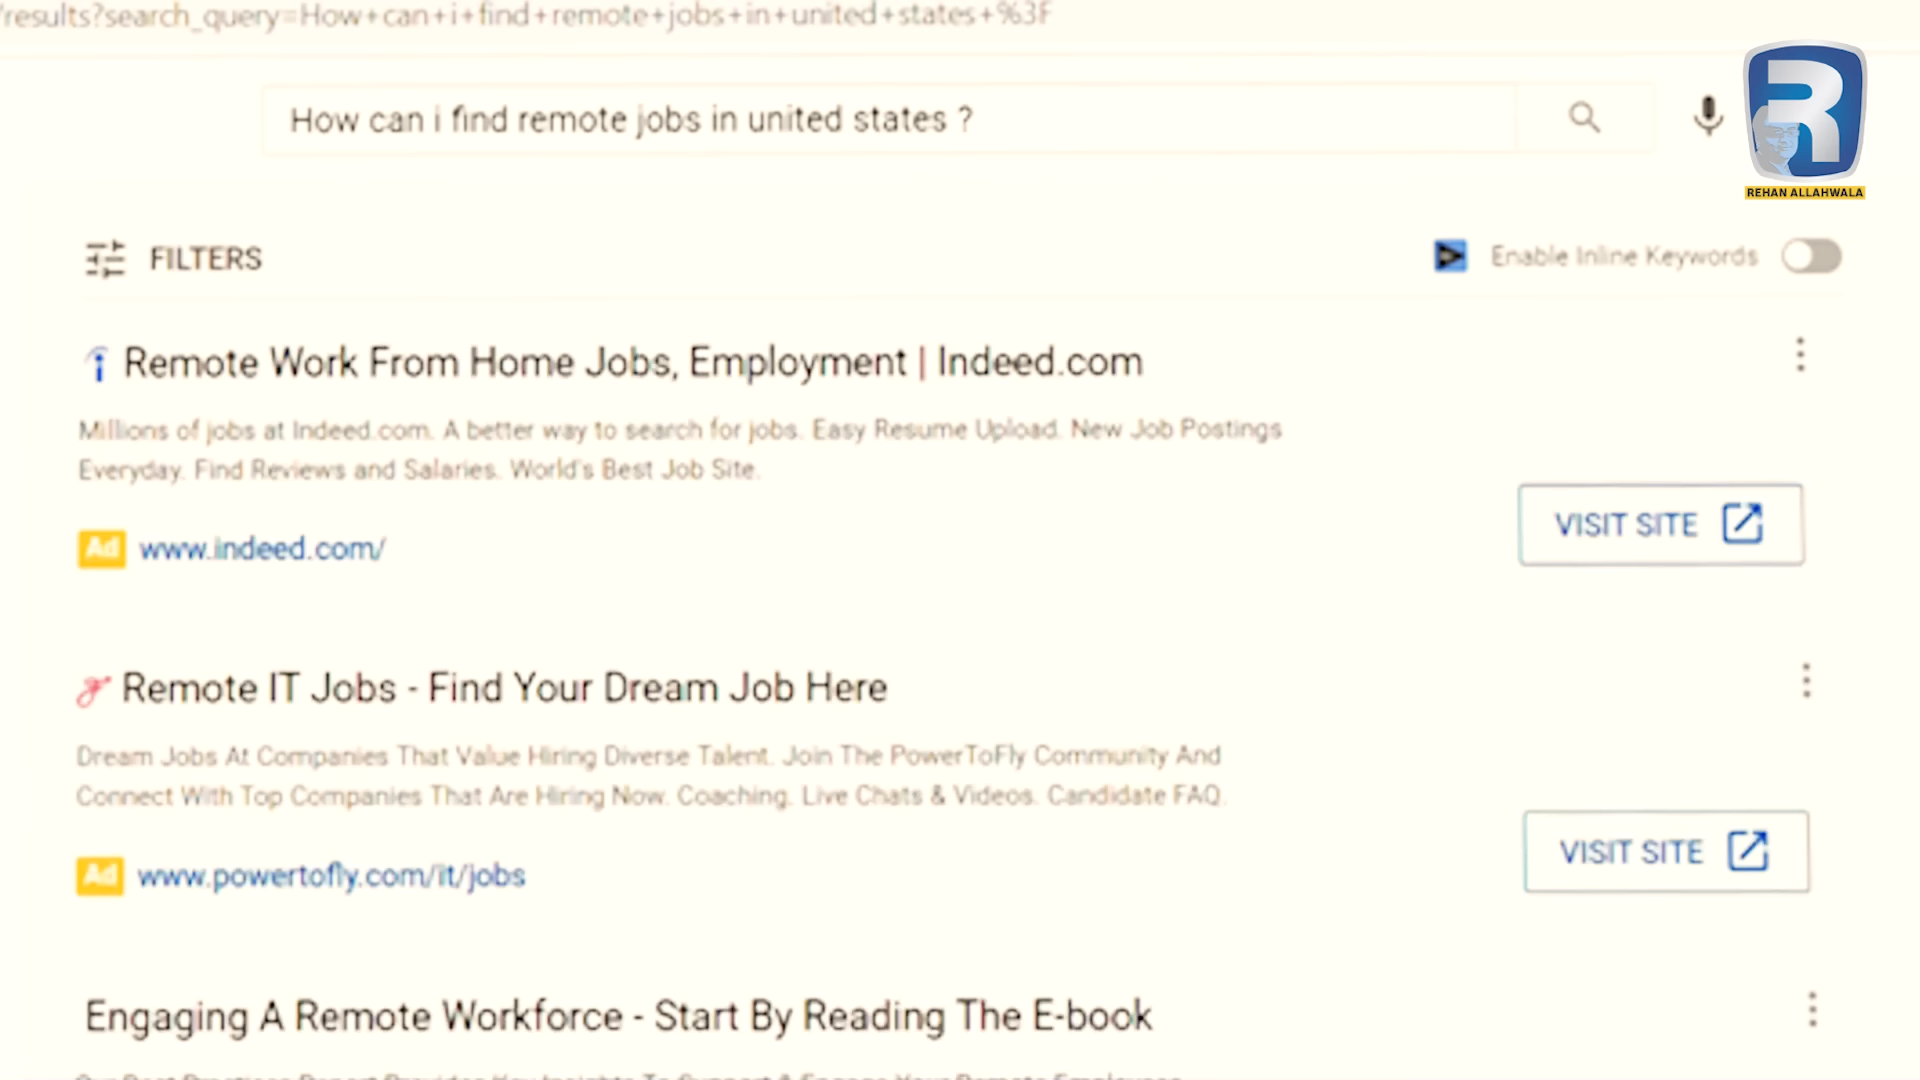 /results?search_query=How+can+i+find+remote+jobs+in+united+states+%3F
How can i find remote jobs in united states ?
REHAN ALLAHWALA
FILTERS
Enable Inline Keywords
Remote Work From Home Jobs, Employment | Indeed.com
Millions of jobs at Indeed.com. A better way to search for jobs. Easy Resume Upload. New Job Postings
Everyday. Find Reviews and Salaries. World's Best Job Site.
VISIT SITE
Ad www.indeed.com/
Remote IT Jobs - Find Your Dream Job Here
Dream Jobs At Companies That Value Hiring Diverse Talent. Join The PowerToFly Community And
Connect With Top Companies That Are Hiring Now. Coaching. Live Chats & Videos. Candidate FAQ.
VISIT SITE
Ad www.powertofly.com/it/jobs
Engaging A Remote Workforce - Start By Reading The E-book